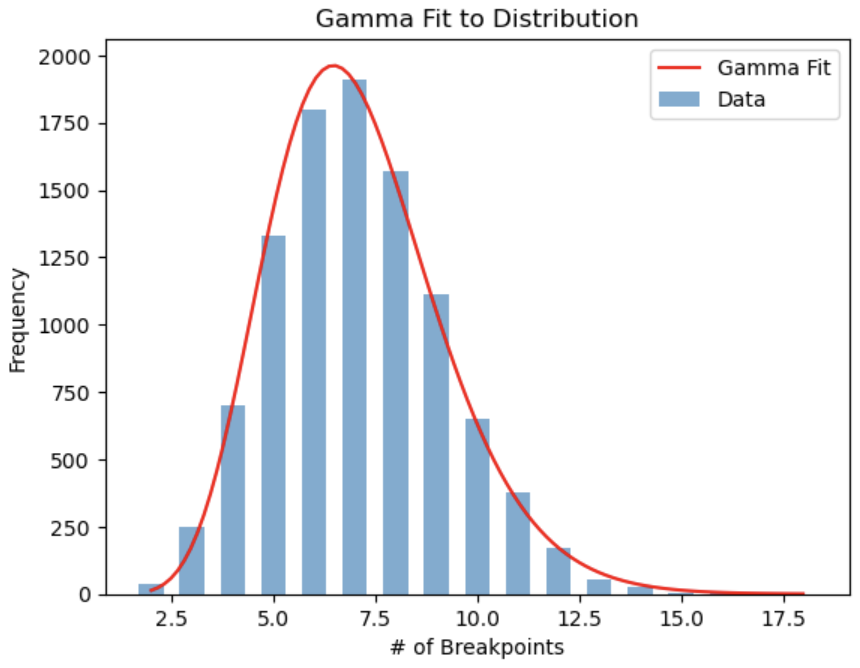 Gamma Fit to Distribution
Gamma Fit
Data
2000
1750
1500
1250
1000
750
500
250
0
Frequency
2.5 5.0 7.5 10.0 12.5 15.0 17.5
# of Breakpoints